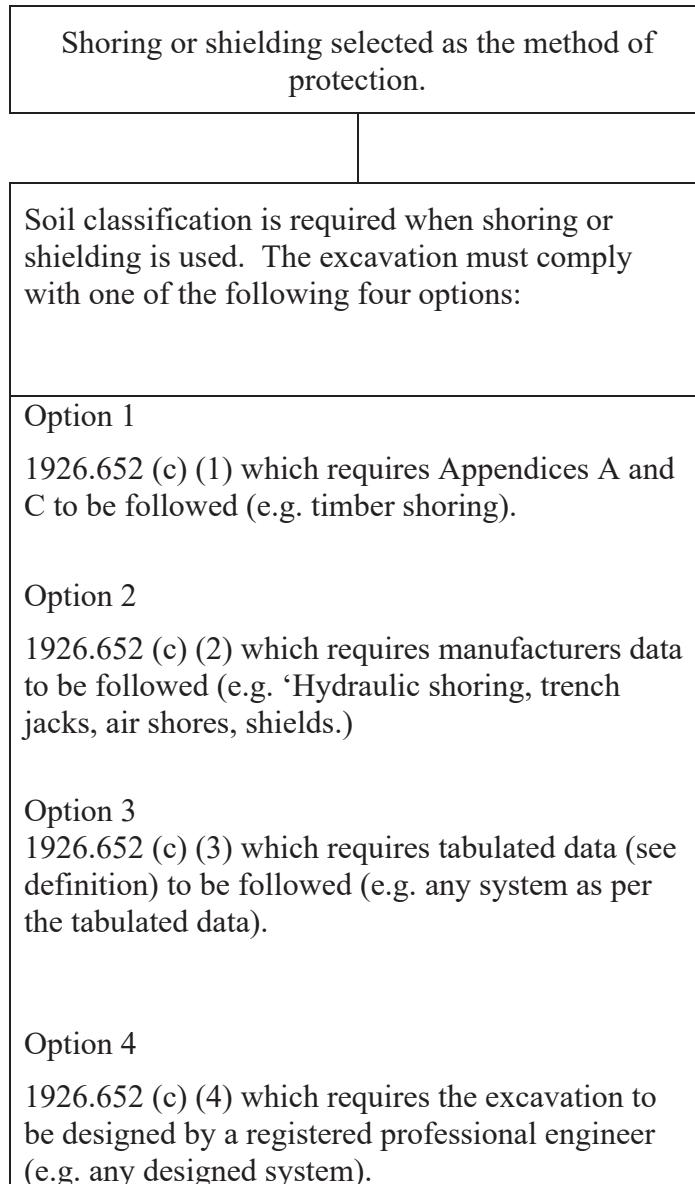 Shoring or shielding selected as the method of
protection.
Soil classification is required when shoring or
shielding is used.  The excavation must comply
with one of the following four options:
Option 1
1926.652 (c) (1) which requires Appendices A and
C to be followed (e.g. timber shoring).
Option 2
1926.652 (c) (2) which requires manufacturers data
to be followed (e.g. ‘Hydraulic shoring, trench
jacks, air shores, shields.)
Option 3
1926.652 (c) (3) which requires tabulated data (see
definition) to be followed (e.g. any system as per
the tabulated data).
Option 4
1926.652 (c) (4) which requires the excavation to
be designed by a registered professional engineer
(e.g. any designed system).